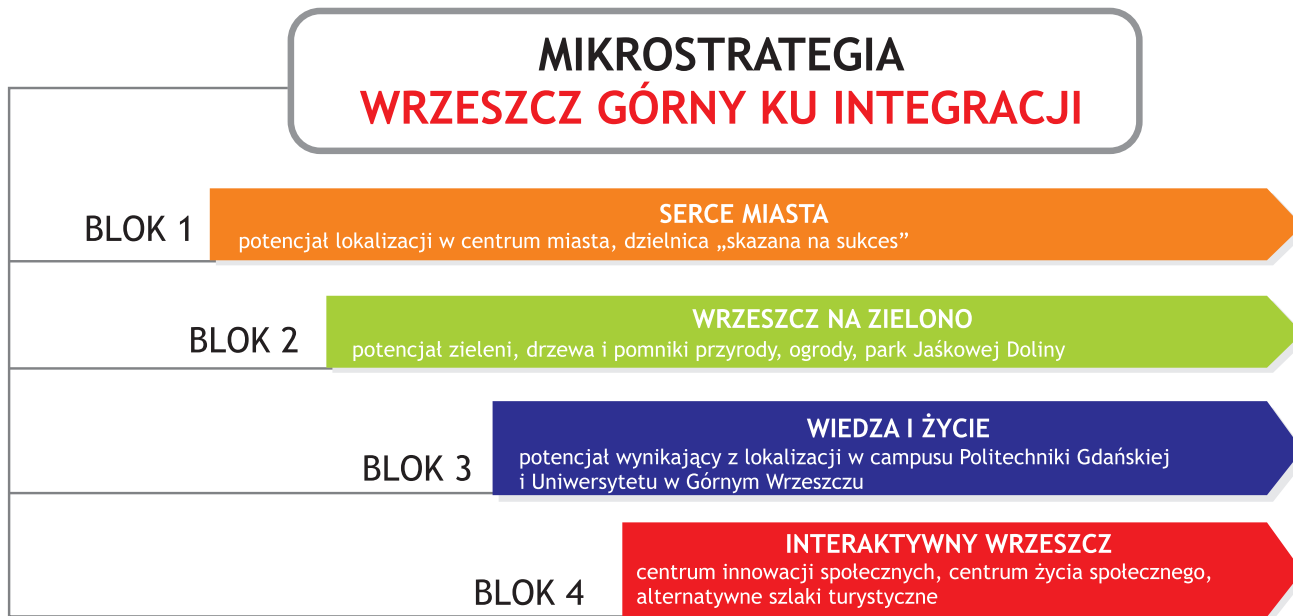 MIKROSTRATEGIA
WRZESZCZ GÓRNY KU INTEGRACJI
BLOK 1
SERCE MIASTA
potencjał lokalizacji w centrum miasta, dzielnica „skazana na sukces”
BLOK 2
WRZESZCZ NA ZIELONO
potencjał zieleni, drzewa i pomniki przyrody, ogrody, park Jaśkowej Doliny
BLOK 3
WIEDZA I ŻYCIE
potencjał wynikający z lokalizacji w campusu Politechniki Gdańskiej
i Uniwersytetu w Górnym Wrzeszczu
BLOK 4
INTERAKTYWNY WRZESZCZ
centrum innowacji społecznych, centrum życia społecznego,
alternatywne szlaki turystyczne